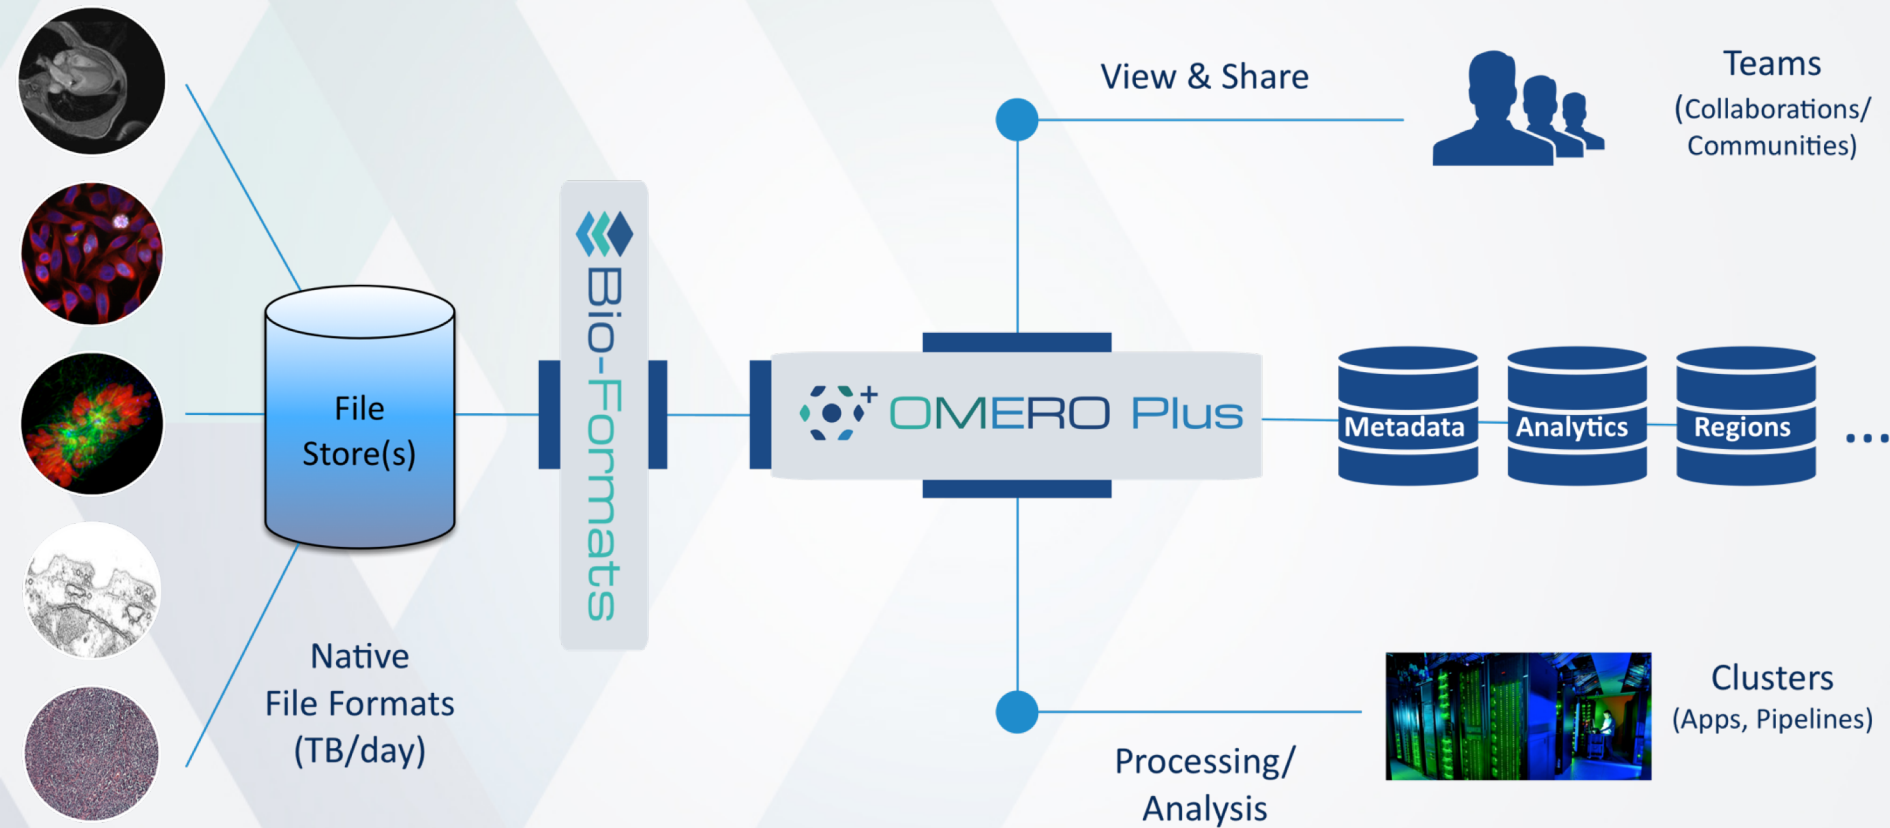 View & Share
Teams
(Collaborations/
Communities)
File
Store(s)
Bio-Formats
OMERO Plus
Metadata
Analytics
Regions
...
Native
File Formats
(TB/day)
Clusters
(Apps, Pipelines)
Processing/
Analysis